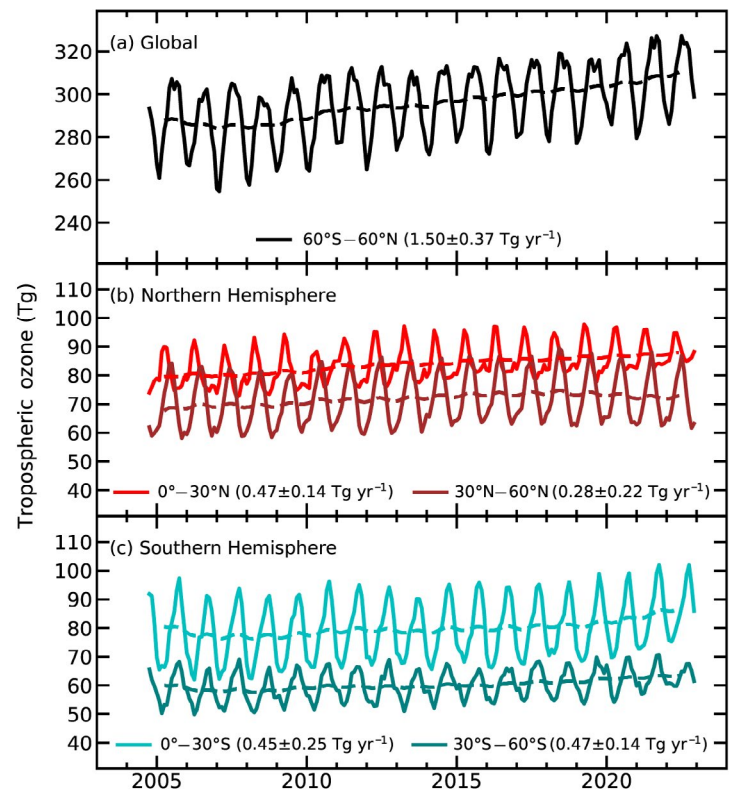 Tropospheric ozone (Tg)
(a) Global
320
300
280
260
240
60°S−60°N (1.50±0.37 Tg yr⁻¹)
(b) Northern Hemisphere
110
100
90
80
70
60
50
40
0°−30°N (0.47±0.14 Tg yr⁻¹) 30°N−60°N (0.28±0.22 Tg yr⁻¹)
(c) Southern Hemisphere
110
100
90
80
70
60
50
40
0°−30°S (0.45±0.25 Tg yr⁻¹) 30°S−60°S (0.47±0.14 Tg yr⁻¹)
2005 2010 2015 2020